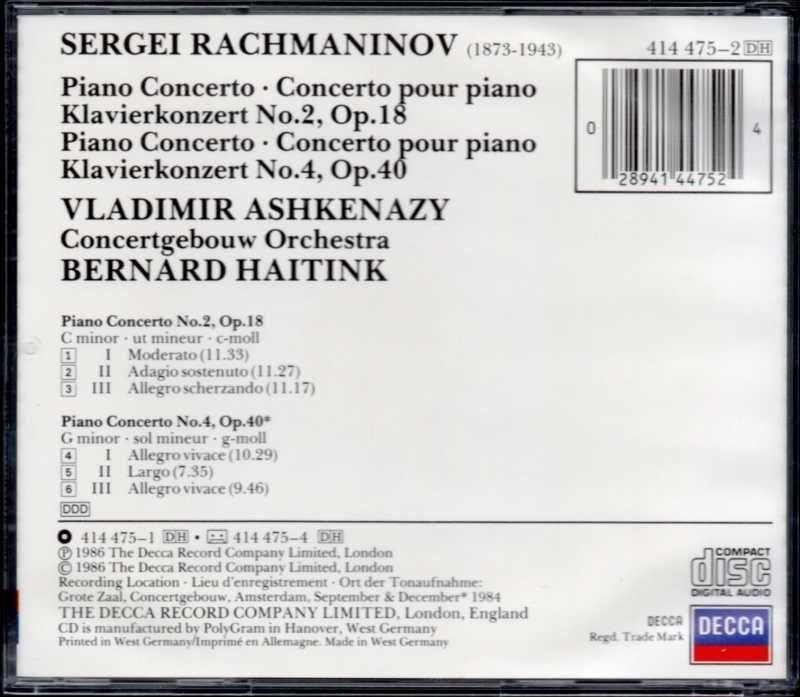 SERGEI RACHMANINOV (1873-1943) 414 475–2 DH
Piano Concerto · Concerto pour piano
Klavierkonzert No.2, Op.18
Piano Concerto · Concerto pour piano
Klavierkonzert No.4, Op.40
0 28941 44752 4
VLADIMIR ASHKENAZY
Concertgebouw Orchestra
BERNARD HAITINK
Piano Concerto No.2, Op.18
C minor · ut mineur · c-moll
1 I Moderato (11.33)
2 II Adagio sostenuto (11.27)
3 III Allegro scherzando (11.17)
Piano Concerto No.4, Op.40*
G minor · sol mineur · g-moll
4 I Allegro vivace (10.29)
5 II Largo (7.35)
6 III Allegro vivace (9.46)
DDD
414 475–1 DH • 414 475–4 DH
℗ 1986 The Decca Record Company Limited, London
© 1986 The Decca Record Company Limited, London
Recording Location · Lieu d'enregistrement · Ort der Tonaufnahme:
Grote Zaal, Concertgebouw, Amsterdam, September & December* 1984
THE DECCA RECORD COMPANY LIMITED, London, England
CD is manufactured by PolyGram in Hanover, West Germany
Printed in West Germany/Imprimé en Allemagne. Made in West Germany
COMPACT
disc
DIGITAL AUDIO
DECCA
Regd. Trade Mark
DECCA